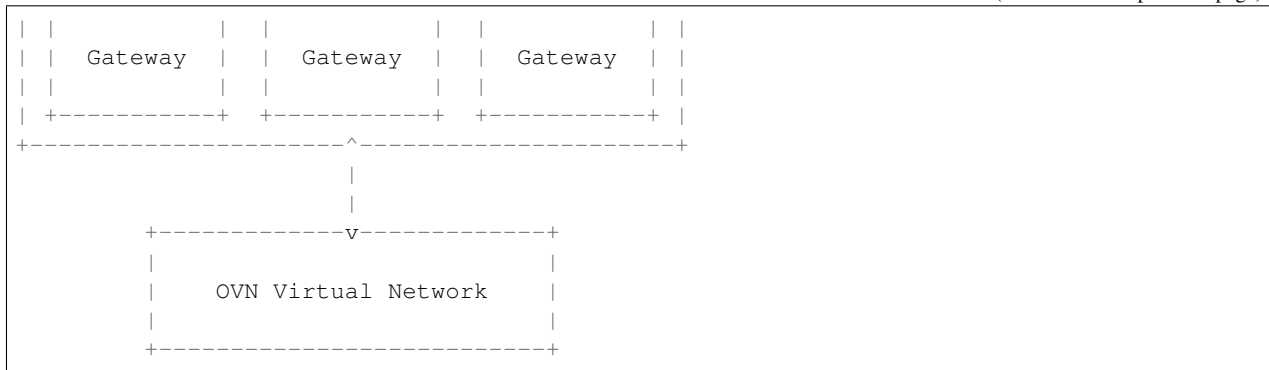 | | | | | | | |
| | Gateway | | Gateway | | Gateway | |
| | | | | | | |
| +-----------+ +-----------+ +-----------+ |
+----------------------^----------------------+
|
|
+-------------v-------------+
| |
| OVN Virtual Network |
| |
+---------------------------+